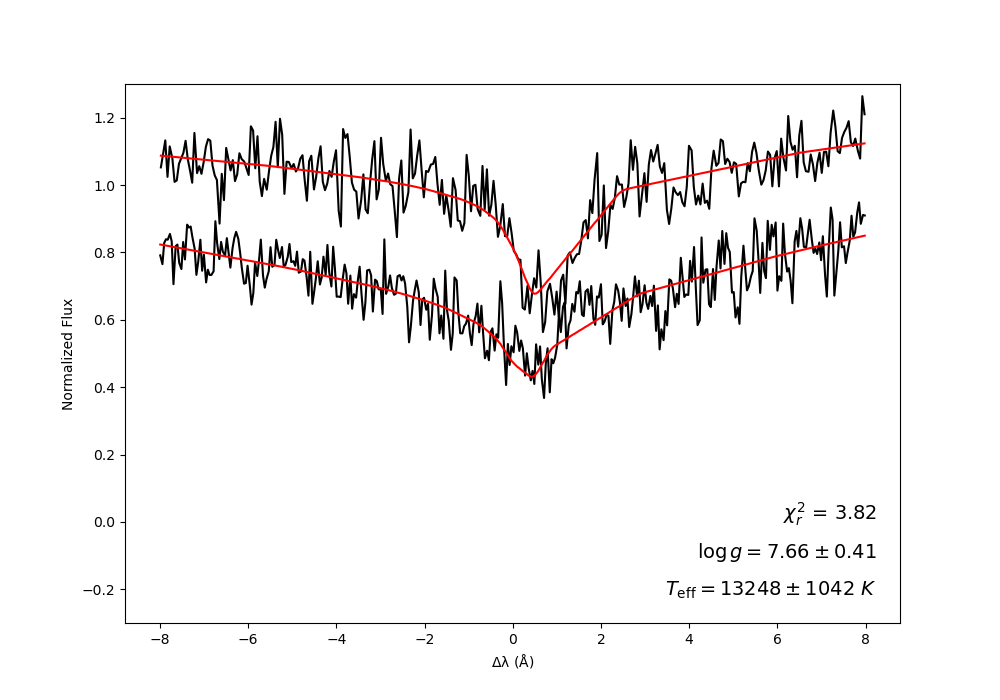 1.2
1.0
0.8
0.6
0.4
0.2
0.0
−0.2
Normalized Flux
χ²ᵣ = 3.82
log g = 7.66 ± 0.41
T_eff = 13248 ± 1042 K
−8 −6 −4 −2 0 2 4 6 8
Δλ (Å)